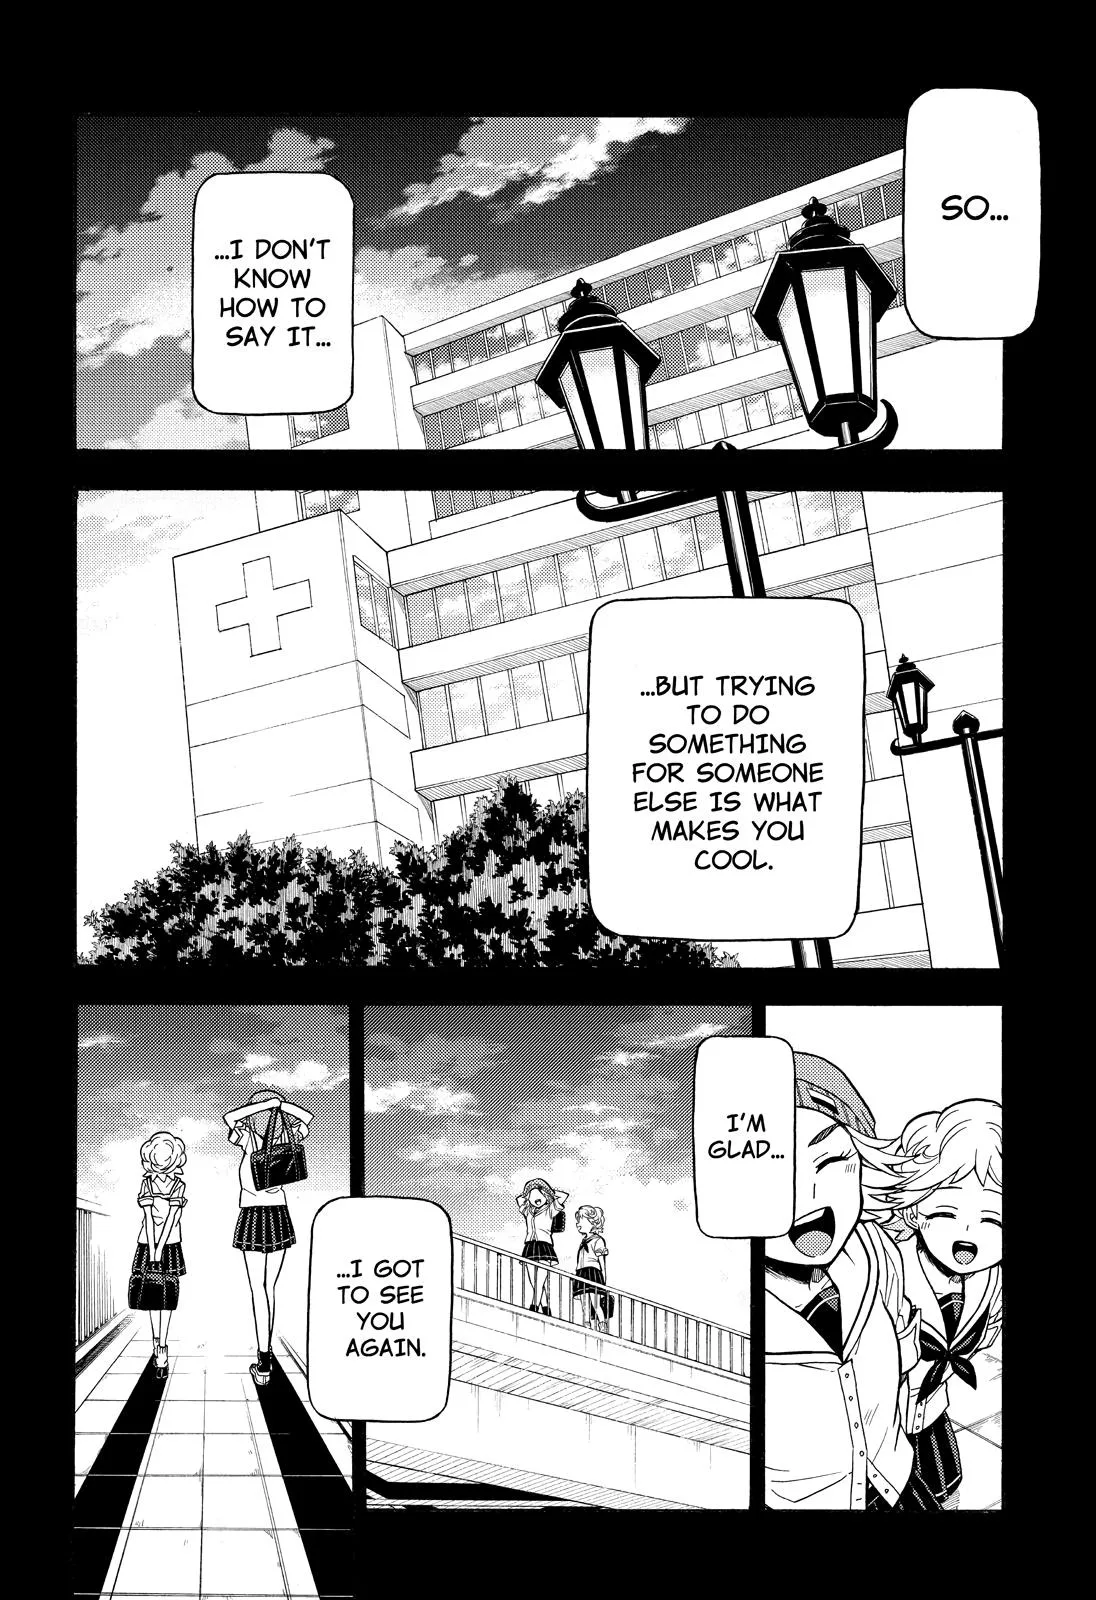 SO...
...I DON'T
KNOW
HOW TO
SAY IT...
...BUT TRYING
TO DO
SOMETHING
FOR SOMEONE
ELSE IS WHAT
MAKES YOU
COOL.
I'M
GLAD...
...I GOT
TO SEE
YOU
AGAIN.